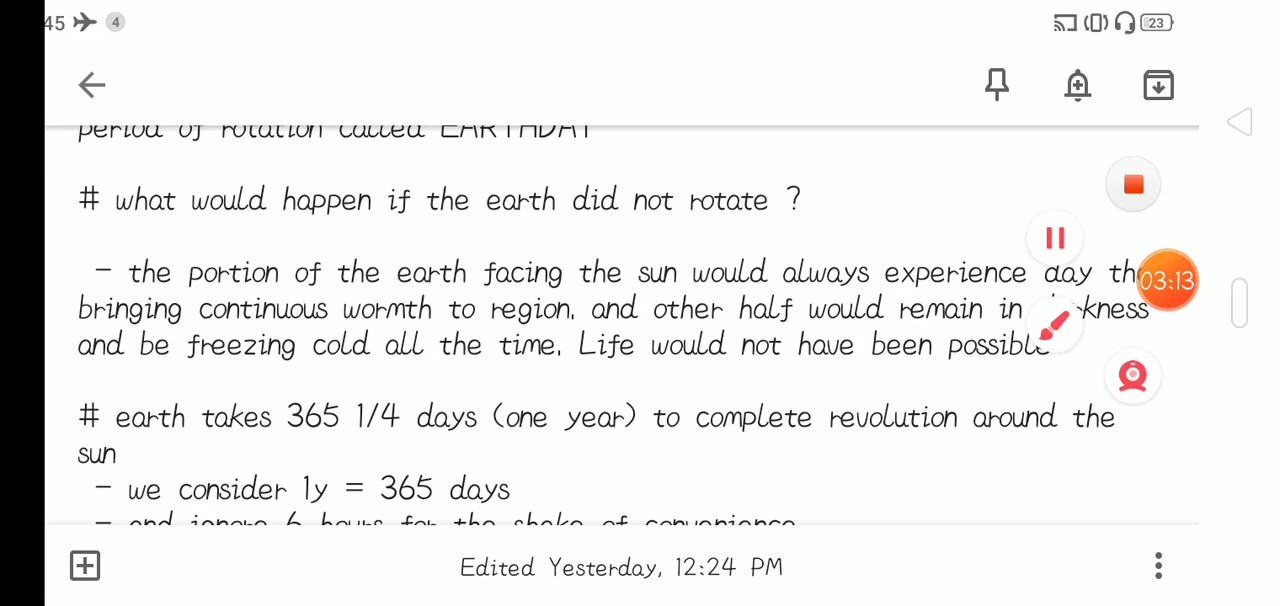 45 4 23
period of rotation called EARTHDAY
# what would happen if the earth did not rotate ?
- the portion of the earth facing the sun would always experience day
03:13
bringing continuous wormth to region, and other half would remain in
and be freezing cold all the time. Life would not have been possible
# earth takes 365 1/4 days (one year) to complete revolution around the
sun
- we consider 1y = 365 days
- and ignore 6 hours for the shake of convenience
Edited Yesterday, 12:24 PM